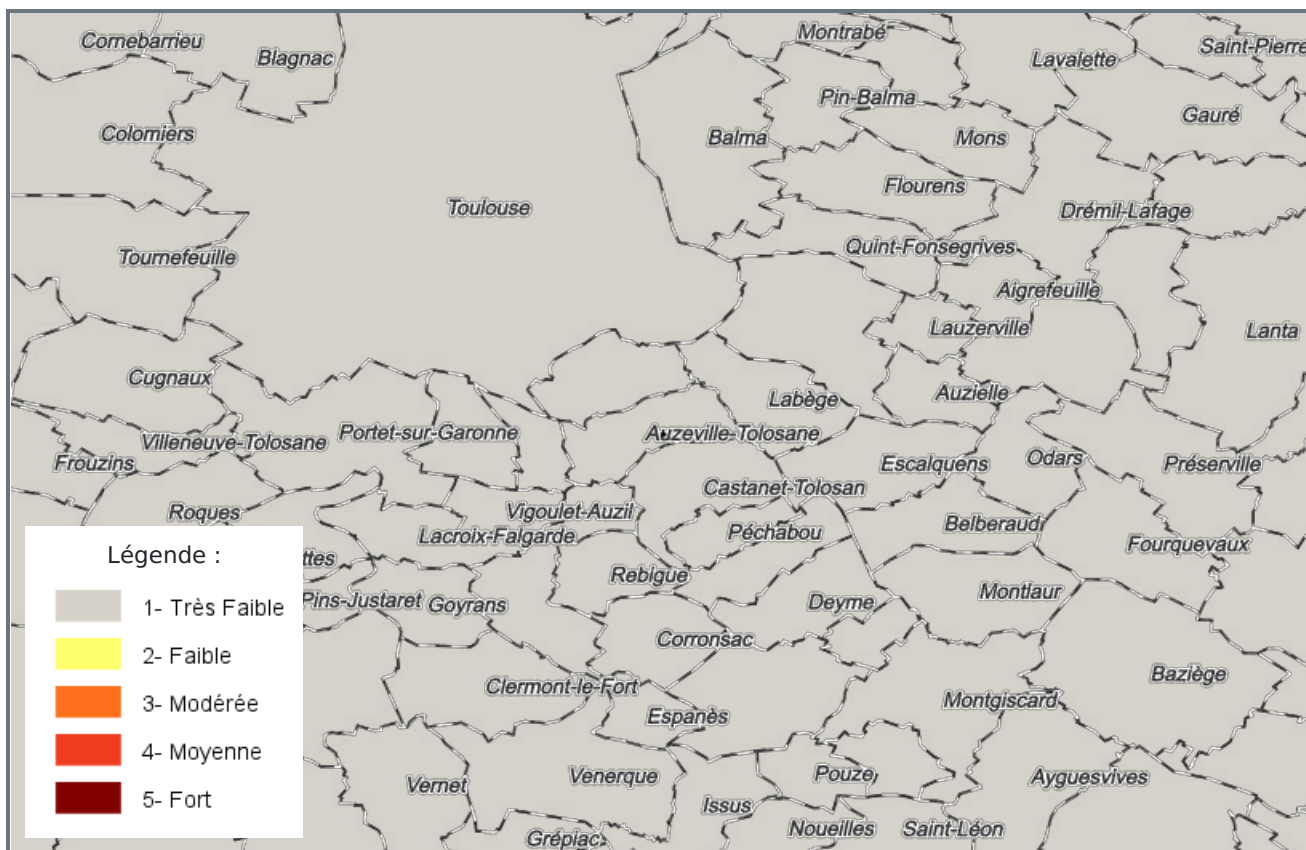 Cornebarrieu
Blagnac
Montrabé
Lavalette
Saint-Pierre
Pin-Balma
Gauré
Colomiers
Balma
Mons
Flourens
Toulouse
Drémil-Lafage
Tournefeuille
Quint-Fonsegrives
Aigrefeuille
Lauzerville
Lanta
Cugnaux
Auzielle
Labège
Villeneuve-Tolosane
Portet-sur-Garonne
Auzeville-Tolosane
Frouzins
Escalquens
Odars
Préserville
Castanet-Tolosan
Roques
Vigoulet-Auzil
Belberaud
Lacroix-Falgarde
Péchabou
Fourquevaux
ttes
Rebigue
Montlaur
Pins-Justaret
Goyrans
Deyme
Corronsac
Baziège
Clermont-le-Fort
Montgiscard
Espanès
Vernet
Venerque
Pouze
Ayguesvives
Issus
Noueilles
Saint-Léon
Grépiac
Légende :
1- Très Faible
2- Faible
3- Modérée
4- Moyenne
5- Fort